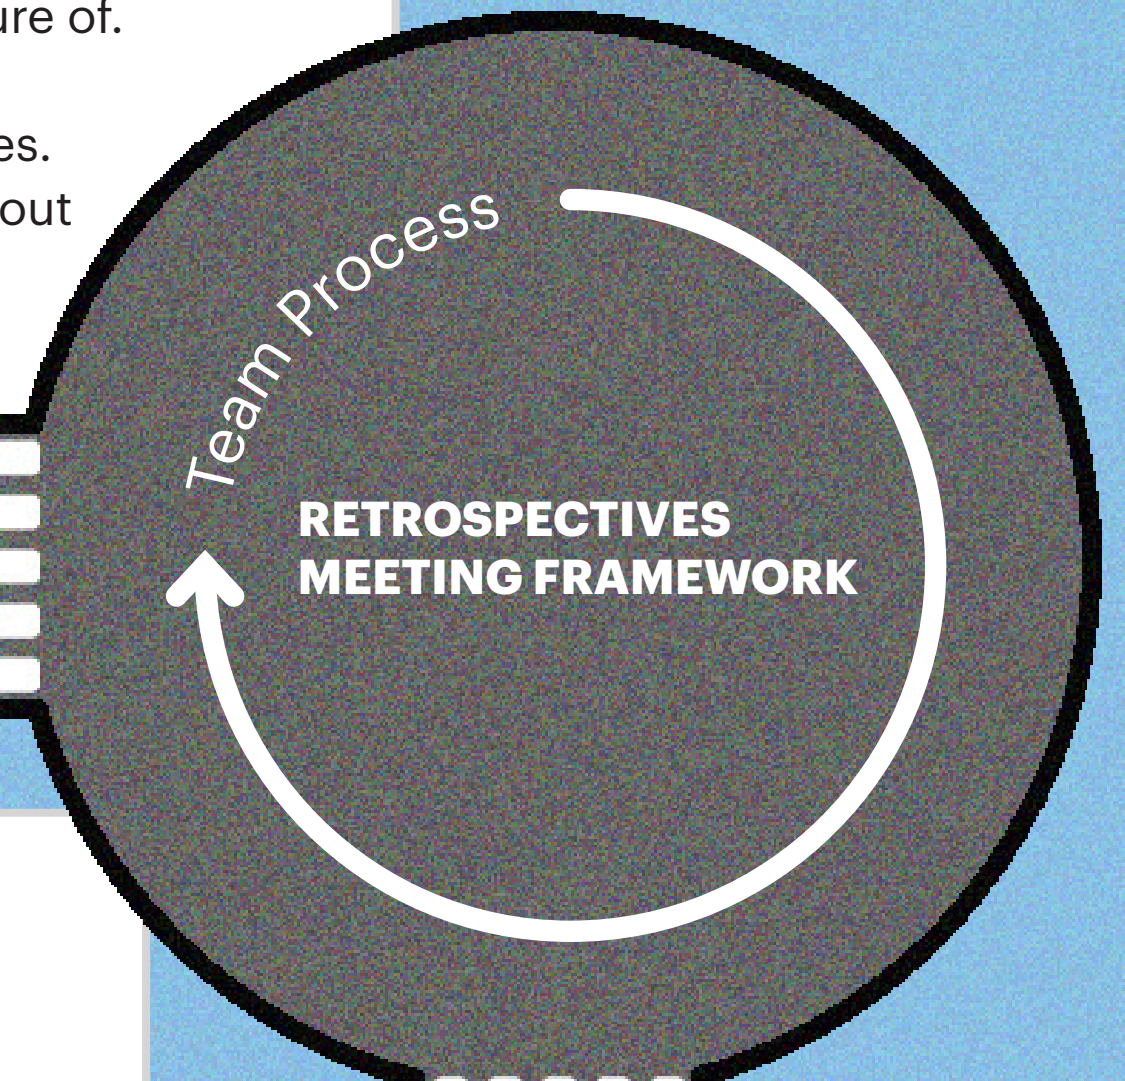 ure of.
es.
out
Team Process
RETROSPECTIVES
MEETING FRAMEWORK